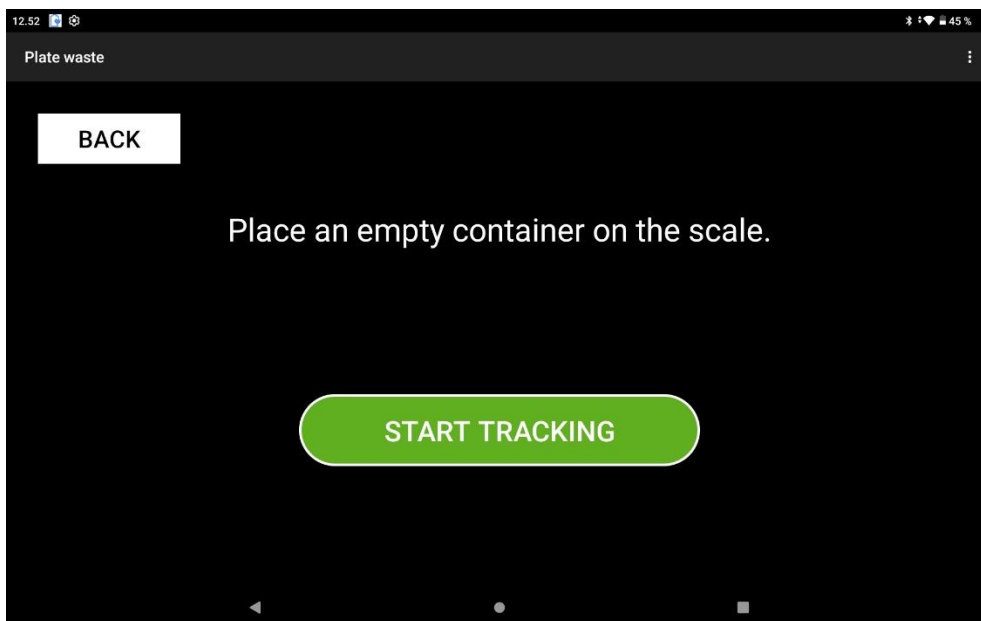 12.52 45 %
Plate waste
BACK
Place an empty container on the scale.
START TRACKING